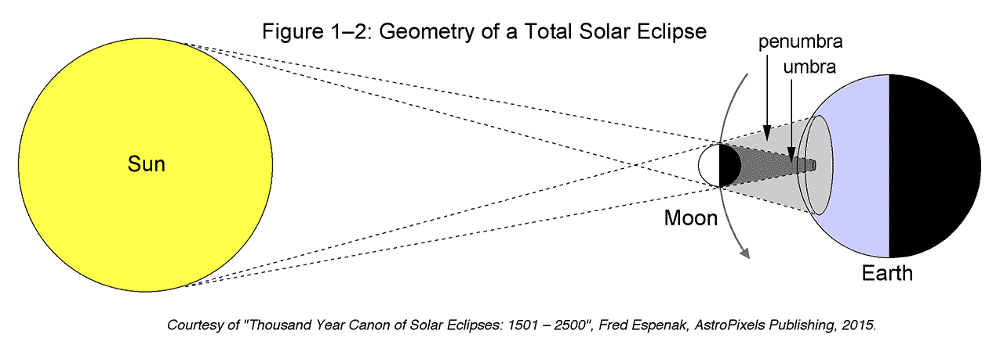 Figure 1–2: Geometry of a Total Solar Eclipse
penumbra
umbra
Sun
Moon
Earth
Courtesy of "Thousand Year Canon of Solar Eclipses: 1501 – 2500", Fred Espenak, AstroPixels Publishing, 2015.